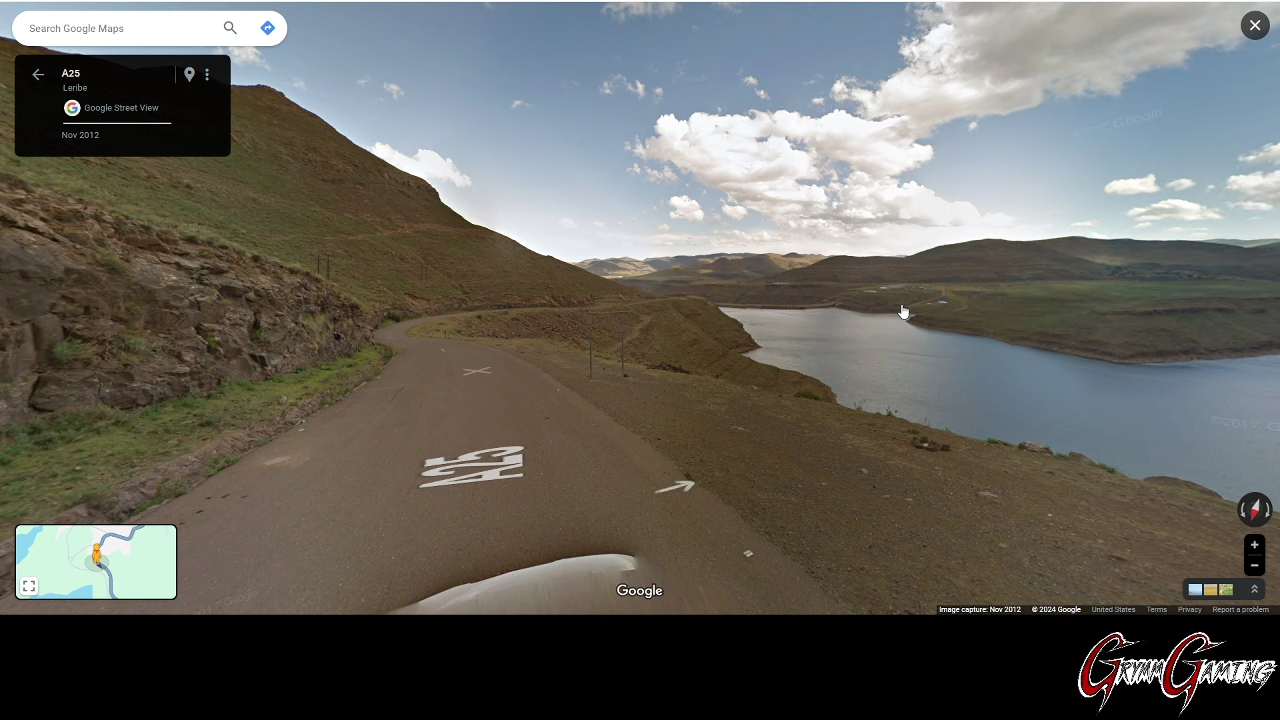 Search Google Maps
A25
Leribe
Google Street View
Nov 2012
A25
Google
Image capture: Nov 2012 © 2024 Google United States Terms Privacy Report a problem
GrimmGaming